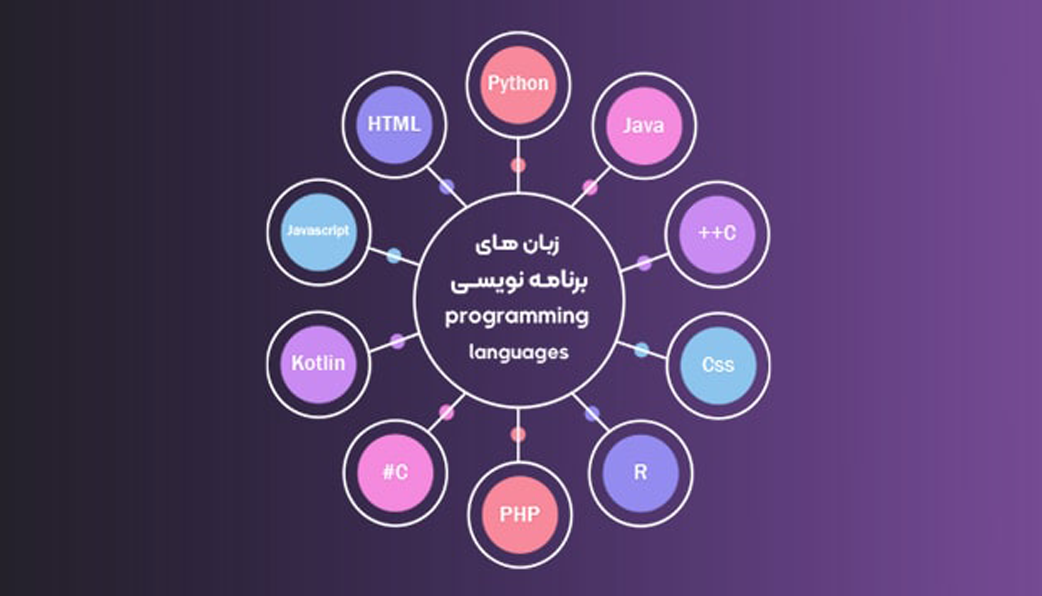 Python
HTML
Java
Javascript
++C
زبان های
برنامه نویسی
programming
languages
Kotlin
Css
#C
R
PHP